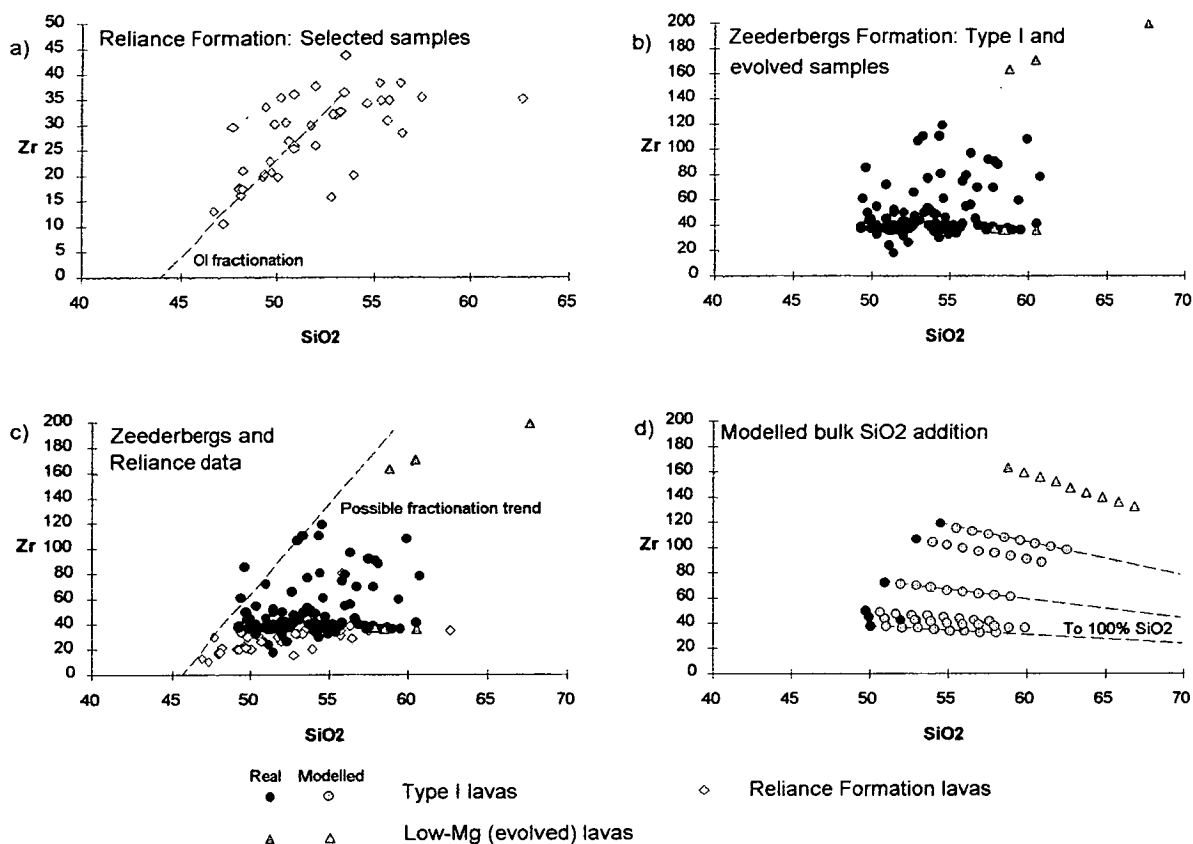 a) Reliance Formation: Selected samples
50
45
40
35
30
Zr 25
20
15
10
5
0
Ol fractionation
40 45 50 55 60 65
SiO2
b) Zeederbergs Formation: Type I and
evolved samples
200
180
160
140
120
Zr 100
80
60
40
20
0
40 45 50 55 60 65 70
SiO2
c) Zeederbergs and
Reliance data
200
180
160
140
120
Zr 100
80
60
40
20
0
Possible fractionation trend
40 45 50 55 60 65 70
SiO2
d) Modelled bulk SiO2 addition
200
180
160
140
120
Zr 100
80
60
40
20
0
To 100% SiO2
40 45 50 55 60 65 70
SiO2
Real Modelled
Type I lavas
Low-Mg (evolved) lavas
Reliance Formation lavas